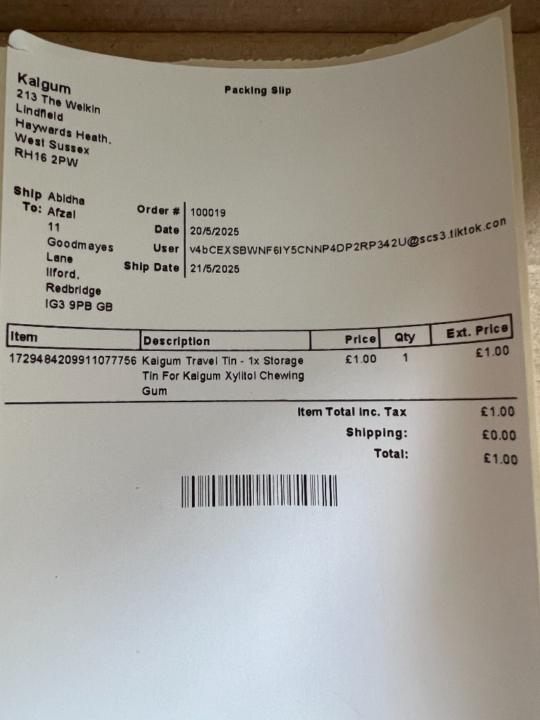 Kalgum
213 The Welkin
Lindfield
Haywards Heath.
West Sussex
RH16 2PW
Packing Slip
Ship To:
Abidha
Afzal
11
Goodmayes
Lane
Ilford,
Redbridge
IG3 9PB GB
Order # 100019
Date 20/5/2025
User v4bCEXSBWNF6IY5CNNP4DP2RP342U@scs3.tiktok.con
Ship Date 21/5/2025
Item Description Price Qty Ext. Price
1729484209911077756 Kalgum Travel Tin - 1x Storage £1.00 1 £1.00
Tin For Kalgum Xylitol Chewing
Gum
Item Total Inc. Tax £1.00
Shipping: £0.00
Total: £1.00